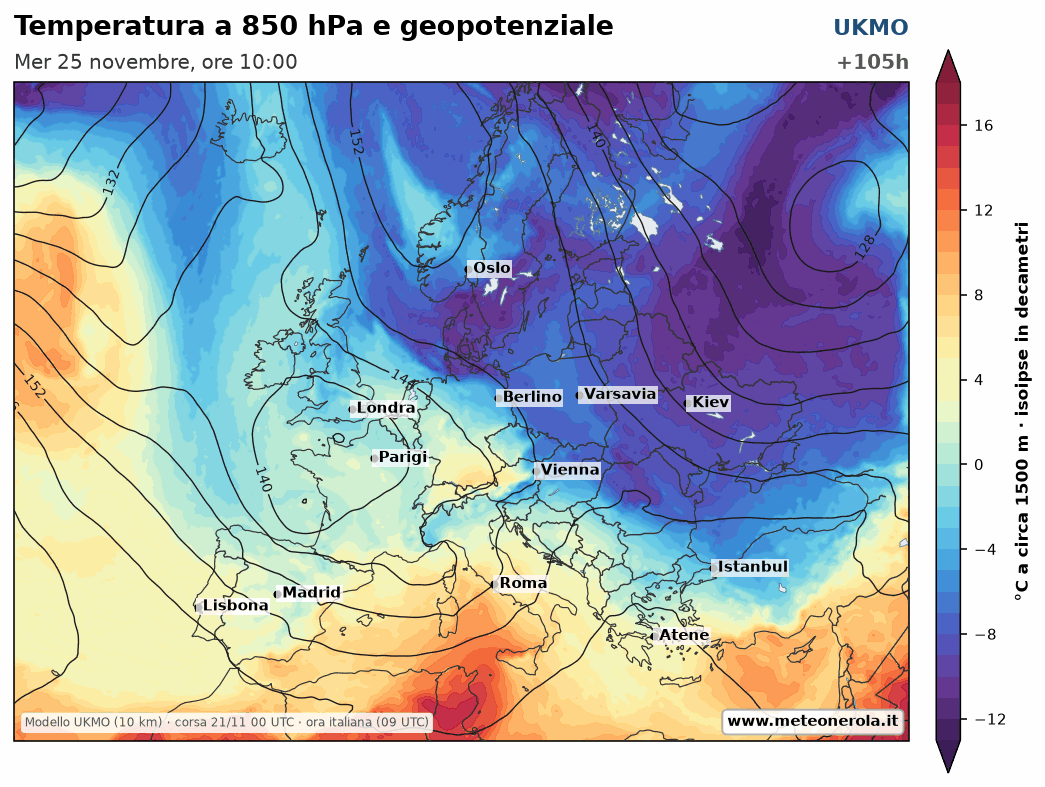 Temperatura a 850 hPa e geopotenziale
UKMO
Mer 25 novembre, ore 10:00
+105h
132
152
140
128
152
140
Oslo
Berlino
Varsavia
Kiev
Londra
Parigi
Vienna
Istanbul
Roma
Madrid
Lisbona
Atene
16
12
8
4
0
−4
−8
−12
°C a circa 1500 m · isoipse in decametri
Modello UKMO (10 km) · corsa 21/11 00 UTC · ora italiana (09 UTC)
www.meteonerola.it